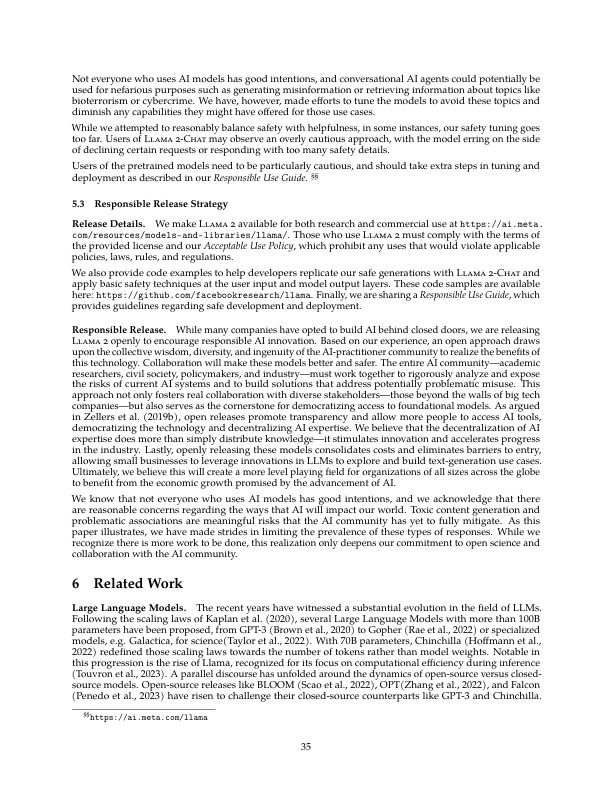 Not everyone who uses AI models has good intentions, and conversational AI agents could potentially be
used for nefarious purposes such as generating misinformation or retrieving information about topics like
bioterrorism or cybercrime. We have, however, made efforts to tune the models to avoid these topics and
diminish any capabilities they might have offered for those use cases.
While we attempted to reasonably balance safety with helpfulness, in some instances, our safety tuning goes
too far. Users of Llama 2-Chat may observe an overly cautious approach, with the model erring on the side
of declining certain requests or responding with too many safety details.
Users of the pretrained models need to be particularly cautious, and should take extra steps in tuning and
deployment as described in our Responsible Use Guide. §§
5.3 Responsible Release Strategy
Release Details. We make Llama 2 available for both research and commercial use at https://ai.meta.
com/resources/models-and-libraries/llama/. Those who use Llama 2 must comply with the terms of
the provided license and our Acceptable Use Policy, which prohibit any uses that would violate applicable
policies, laws, rules, and regulations.
We also provide code examples to help developers replicate our safe generations with Llama 2-Chat and
apply basic safety techniques at the user input and model output layers. These code samples are available
here: https://github.com/facebookresearch/llama. Finally, we are sharing a Responsible Use Guide, which
provides guidelines regarding safe development and deployment.
Responsible Release. While many companies have opted to build AI behind closed doors, we are releasing
Llama 2 openly to encourage responsible AI innovation. Based on our experience, an open approach draws
upon the collective wisdom, diversity, and ingenuity of the AI-practitioner community to realize the benefits of
this technology. Collaboration will make these models better and safer. The entire AI community—academic
researchers, civil society, policymakers, and industry—must work together to rigorously analyze and expose
the risks of current AI systems and to build solutions that address potentially problematic misuse. This
approach not only fosters real collaboration with diverse stakeholders—those beyond the walls of big tech
companies—but also serves as the cornerstone for democratizing access to foundational models. As argued
in Zellers et al. (2019b), open releases promote transparency and allow more people to access AI tools,
democratizing the technology and decentralizing AI expertise. We believe that the decentralization of AI
expertise does more than simply distribute knowledge—it stimulates innovation and accelerates progress
in the industry. Lastly, openly releasing these models consolidates costs and eliminates barriers to entry,
allowing small businesses to leverage innovations in LLMs to explore and build text-generation use cases.
Ultimately, we believe this will create a more level playing field for organizations of all sizes across the globe
to benefit from the economic growth promised by the advancement of AI.
We know that not everyone who uses AI models has good intentions, and we acknowledge that there
are reasonable concerns regarding the ways that AI will impact our world. Toxic content generation and
problematic associations are meaningful risks that the AI community has yet to fully mitigate. As this
paper illustrates, we have made strides in limiting the prevalence of these types of responses. While we
recognize there is more work to be done, this realization only deepens our commitment to open science and
collaboration with the AI community.
6 Related Work
Large Language Models. The recent years have witnessed a substantial evolution in the field of LLMs.
Following the scaling laws of Kaplan et al. (2020), several Large Language Models with more than 100B
parameters have been proposed, from GPT-3 (Brown et al., 2020) to Gopher (Rae et al., 2022) or specialized
models, e.g. Galactica, for science(Taylor et al., 2022). With 70B parameters, Chinchilla (Hoffmann et al.,
2022) redefined those scaling laws towards the number of tokens rather than model weights. Notable in
this progression is the rise of Llama, recognized for its focus on computational efficiency during inference
(Touvron et al., 2023). A parallel discourse has unfolded around the dynamics of open-source versus closed-
source models. Open-source releases like BLOOM (Scao et al., 2022), OPT(Zhang et al., 2022), and Falcon
(Penedo et al., 2023) have risen to challenge their closed-source counterparts like GPT-3 and Chinchilla.
§§https://ai.meta.com/llama
35